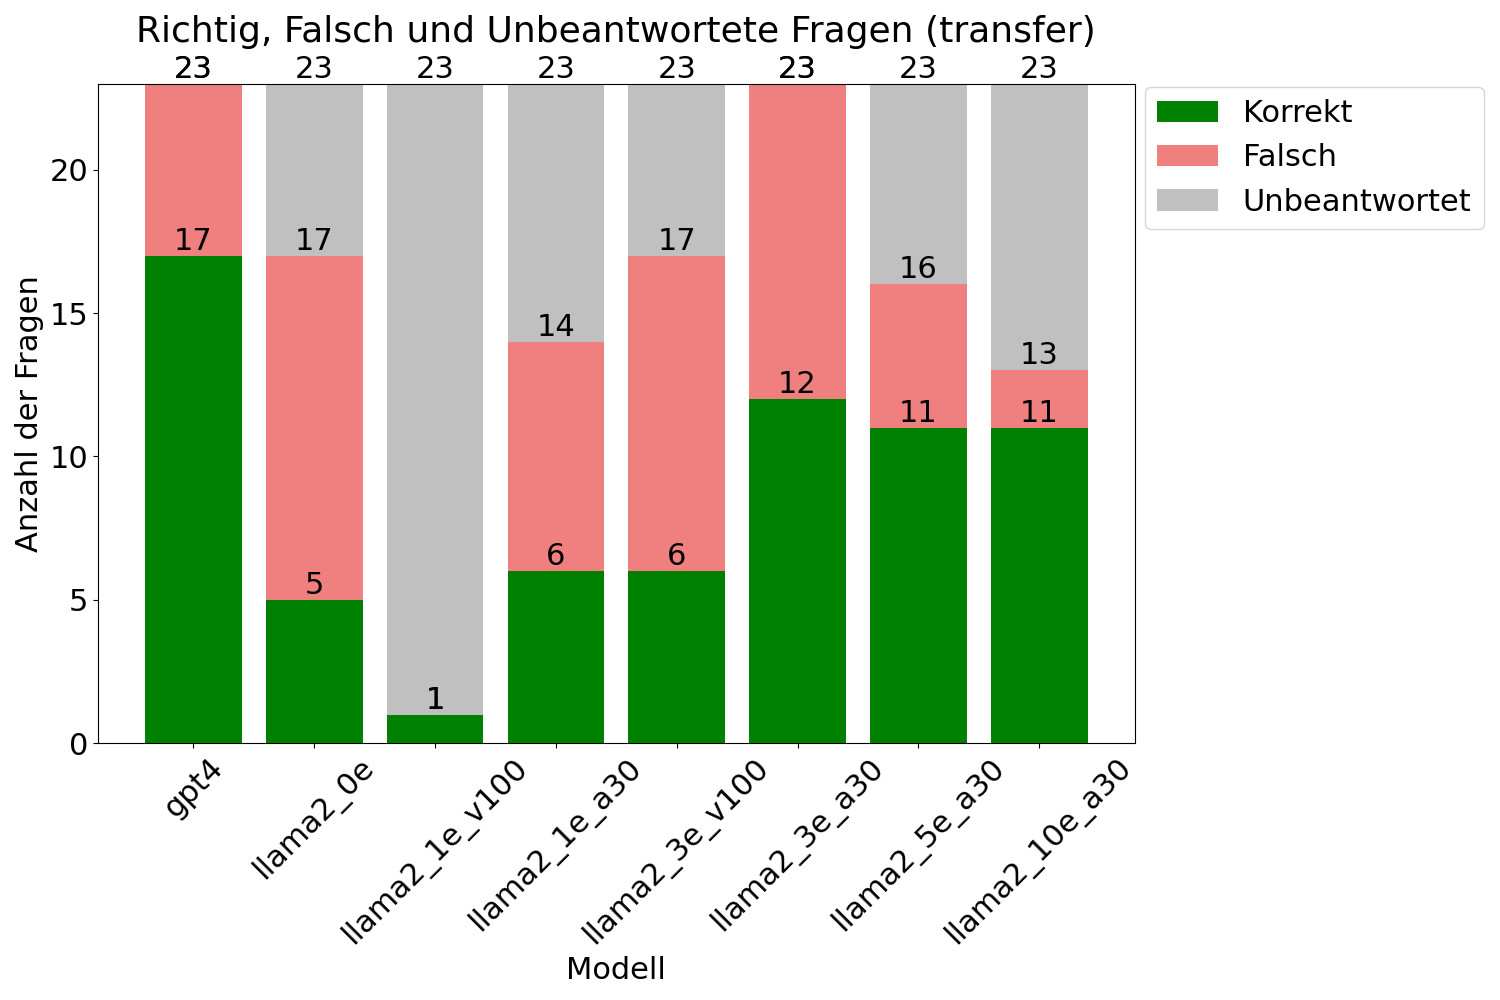 Richtig, Falsch und Unbeantwortete Fragen (transfer)
23 23 23 23 23 23 23 23
Korrekt
Falsch
Unbeantwortet
20
17 17 17
16
15
14
13
12
11 11
10
6 6
5
5
1
0
Anzahl der Fragen
gpt4
llama2_0e
llama2_1e_v100
llama2_1e_a30
llama2_3e_v100
llama2_3e_a30
llama2_5e_a30
llama2_10e_a30
Modell